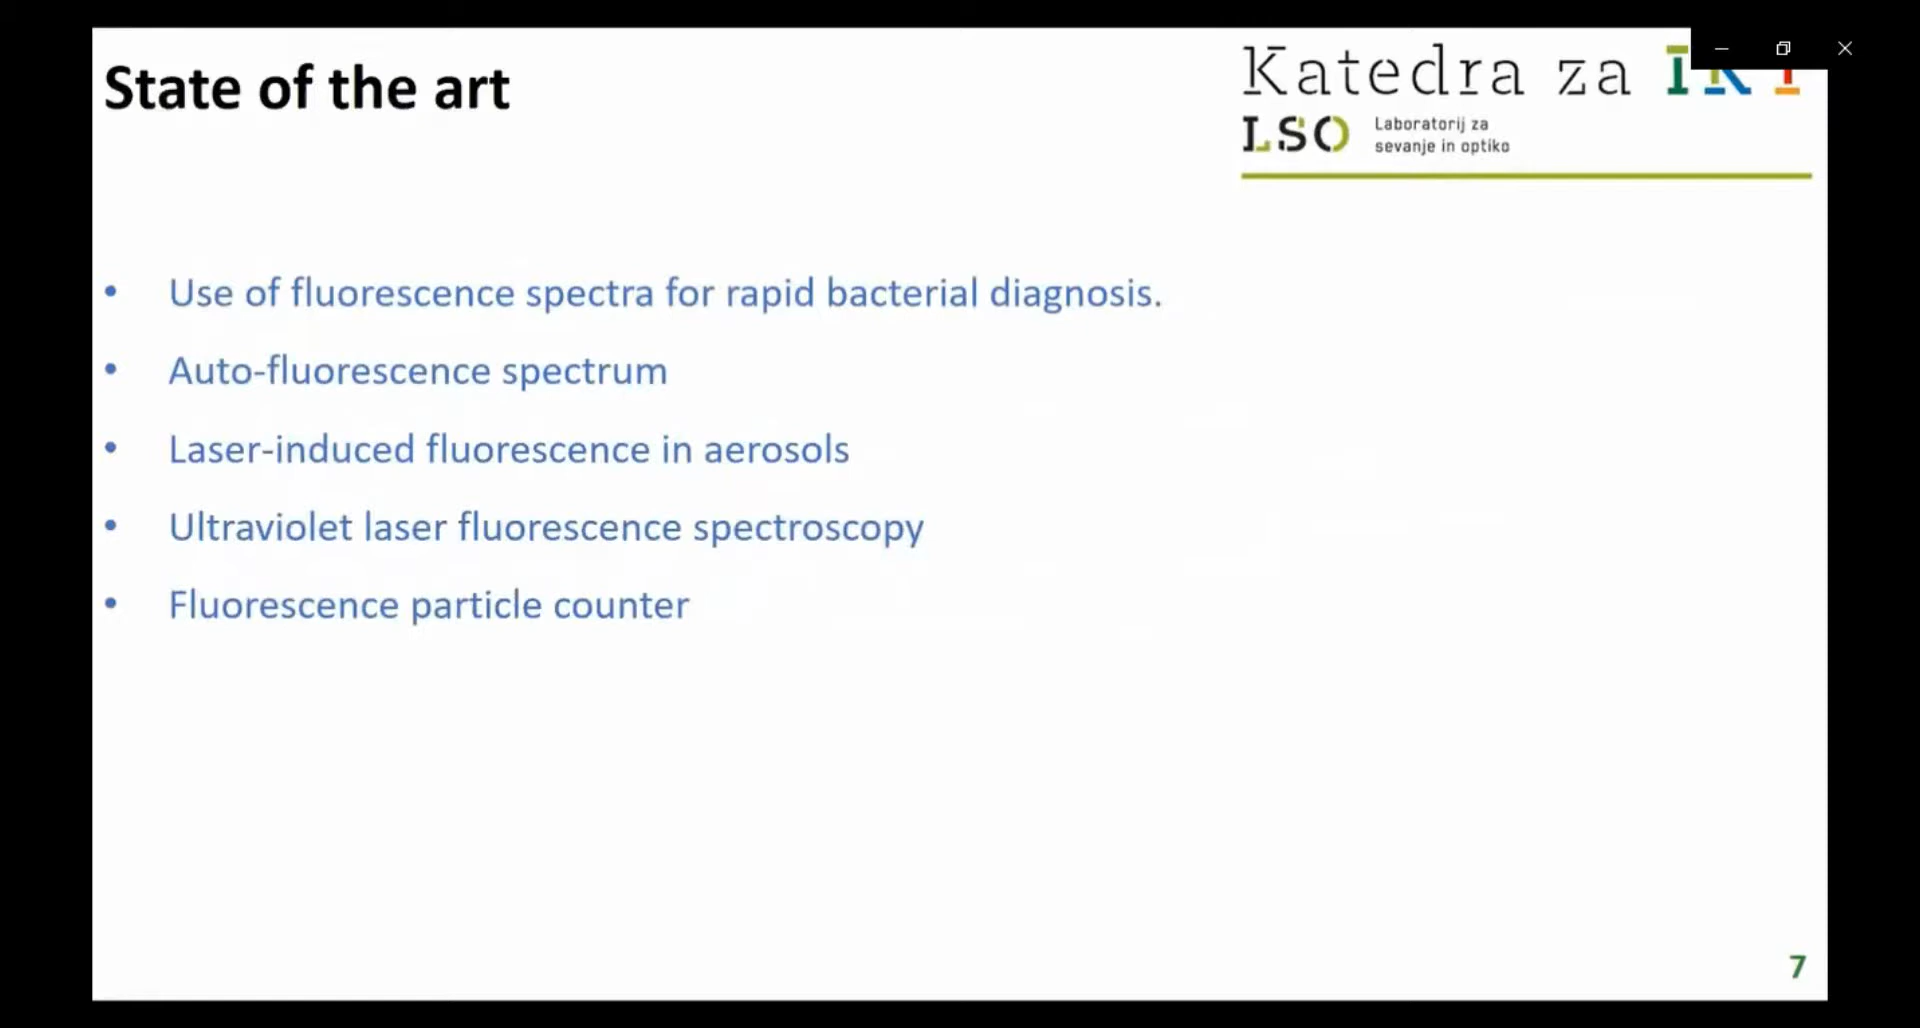 State of the art
Katedra za
LSO
Laboratorij za
sevanje in optiko
• Use of fluorescence spectra for rapid bacterial diagnosis.
• Auto-fluorescence spectrum
• Laser-induced fluorescence in aerosols
• Ultraviolet laser fluorescence spectroscopy
• Fluorescence particle counter
7